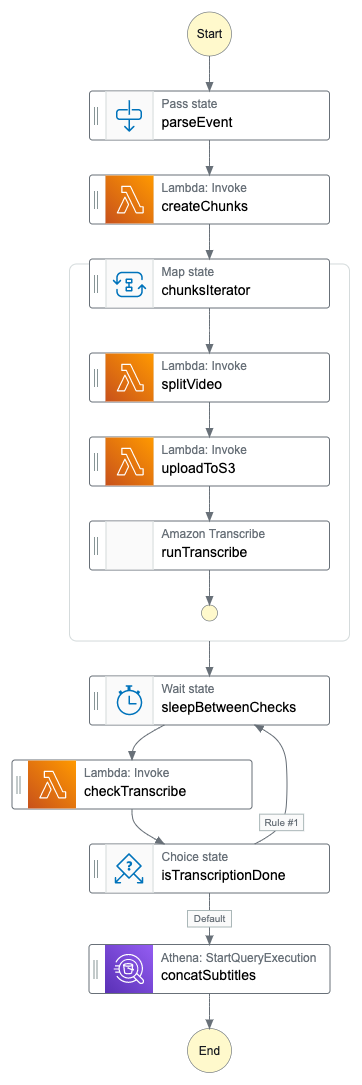 Start
Pass state
parseEvent
Lambda: Invoke
createChunks
Map state
chunksIterator
Lambda: Invoke
splitVideo
Lambda: Invoke
uploadToS3
Amazon Transcribe
runTranscribe
Wait state
sleepBetweenChecks
Lambda: Invoke
checkTranscribe
Rule #1
Choice state
isTranscriptionDone
Default
Athena: StartQueryExecution
concatSubtitles
End